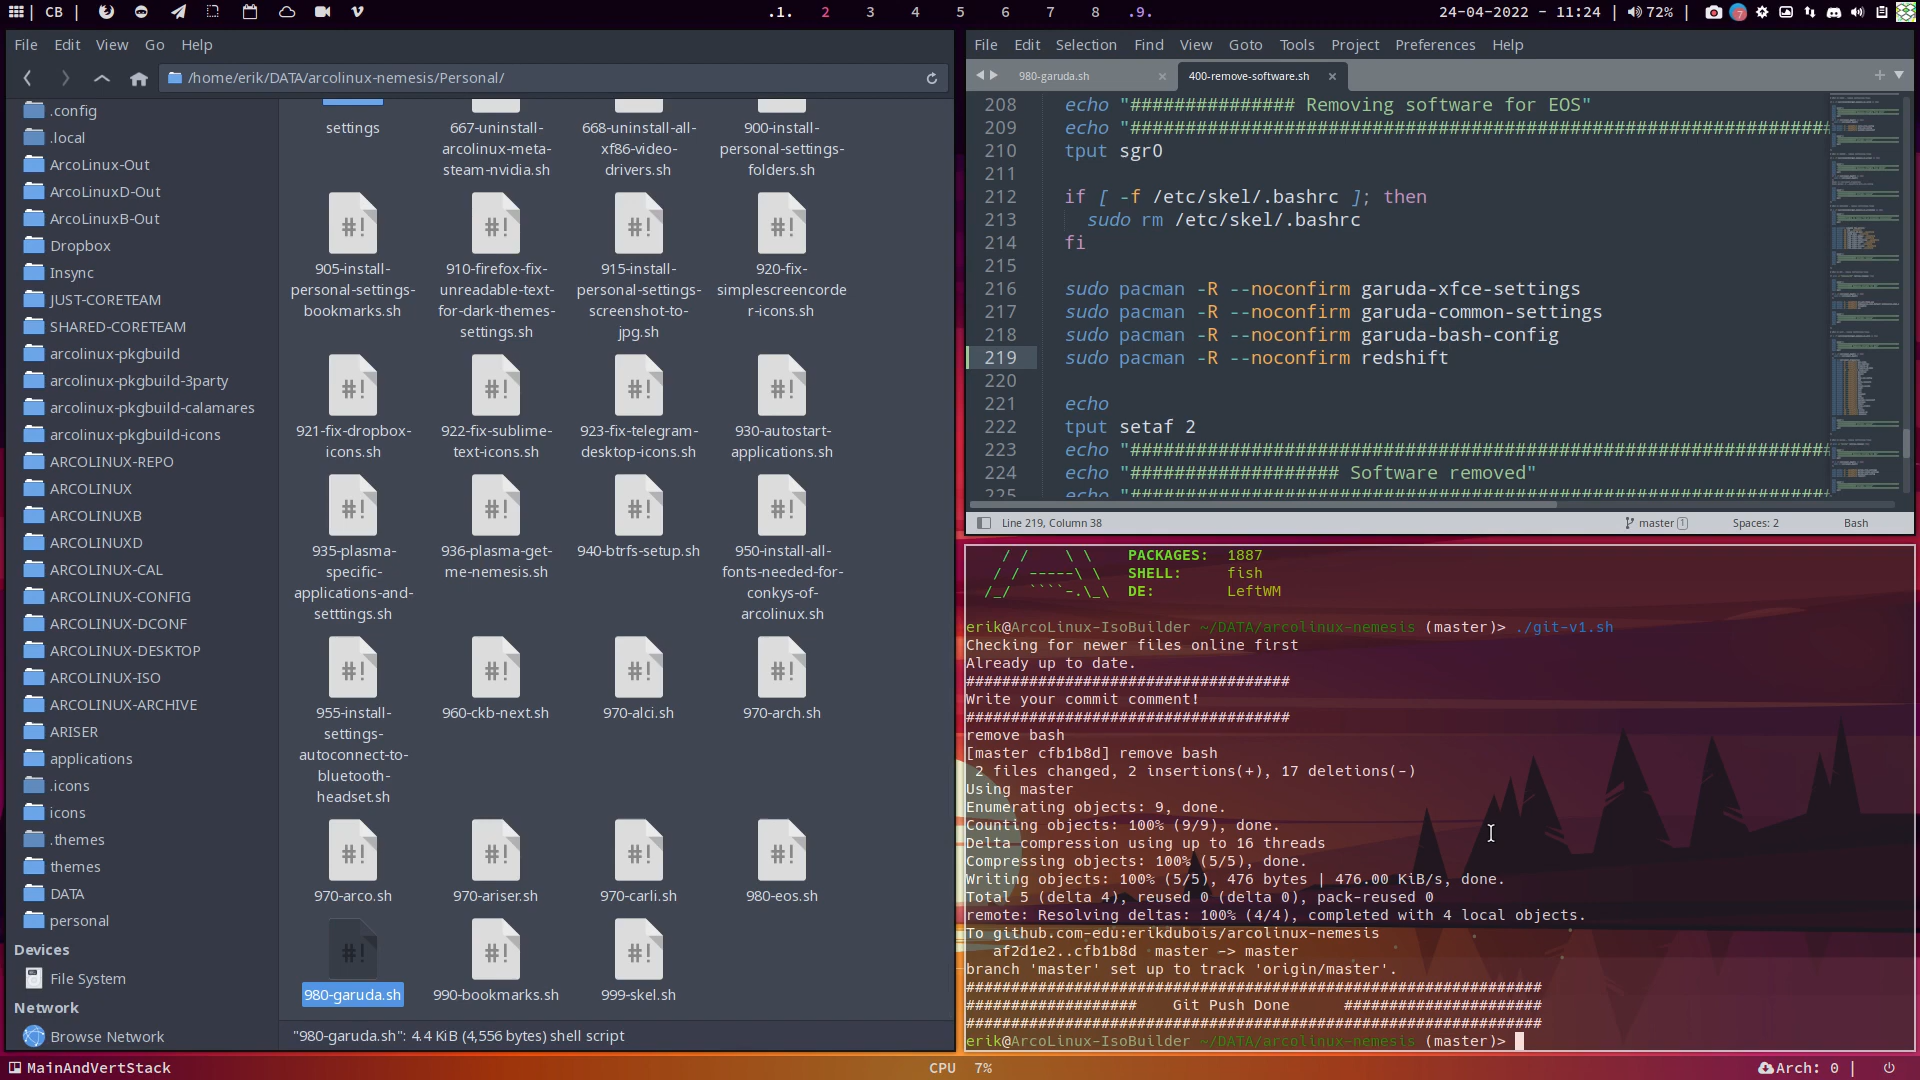 CB
.1. 2 3 4 5 6 7 8 .9.
24-04-2022 - 11:24 | 72% |
File Edit View Go Help
/home/erik/DATA/arcolinux-nemesis/Personal/
.config
.local
ArcoLinux-Out
ArcoLinuxD-Out
ArcoLinuxB-Out
Dropbox
Insync
JUST-CORETEAM
SHARED-CORETEAM
arcolinux-pkgbuild
arcolinux-pkgbuild-3party
arcolinux-pkgbuild-calamares
arcolinux-pkgbuild-icons
ARCOLINUX-REPO
ARCOLINUX
ARCOLINUXB
ARCOLINUXD
ARCOLINUX-CAL
ARCOLINUX-CONFIG
ARCOLINUX-DCONF
ARCOLINUX-DESKTOP
ARCOLINUX-ISO
ARCOLINUX-ARCHIVE
ARISER
applications
.icons
icons
.themes
themes
DATA
personal
Devices
File System
Network
Browse Network
settings
667-uninstall-
arcolinux-meta-
steam-nvidia.sh
668-uninstall-all-
xf86-video-
drivers.sh
900-install-
personal-settings-
folders.sh
905-install-
personal-settings-
bookmarks.sh
910-firefox-fix-
unreadable-text-
for-dark-themes-
settings.sh
915-install-
personal-settings-
screenshot-to-
jpg.sh
920-fix-
simplescreencorde
r-icons.sh
921-fix-dropbox-
icons.sh
922-fix-sublime-
text-icons.sh
923-fix-telegram-
desktop-icons.sh
930-autostart-
applications.sh
935-plasma-
specific-
applications-and-
setttings.sh
936-plasma-get-
me-nemesis.sh
940-btrfs-setup.sh
950-install-all-
fonts-needed-for-
conkys-of-
arcolinux.sh
955-install-
settings-
autoconnect-to-
bluetooth-
headset.sh
960-ckb-next.sh
970-alci.sh
970-arch.sh
970-arco.sh
970-ariser.sh
970-carli.sh
980-eos.sh
980-garuda.sh
990-bookmarks.sh
999-skel.sh
"980-garuda.sh": 4.4 KiB (4,556 bytes) shell script
File Edit Selection Find View Goto Tools Project Preferences Help
980-garuda.sh × 400-remove-software.sh ×
208 echo "############### Removing software for EOS"
209 echo "################################################################
210 tput sgr0
211
212 if [ -f /etc/skel/.bashrc ]; then
213 sudo rm /etc/skel/.bashrc
214 fi
215
216 sudo pacman -R --noconfirm garuda-xfce-settings
217 sudo pacman -R --noconfirm garuda-common-settings
218 sudo pacman -R --noconfirm garuda-bash-config
219 sudo pacman -R --noconfirm redshift
220
221 echo
222 tput setaf 2
223 echo "################################################################
224 echo "################### Software removed"
225 echo "################################################################
Line 219, Column 38 master 1 Spaces: 2 Bash
/ / \ \ PACKAGES: 1887
/ / -----\ \ SHELL: fish
/_/ ````-.\_\ DE: LeftWM
erik@ArcoLinux-IsoBuilder ~/DATA/arcolinux-nemesis (master)> ./git-v1.sh
Checking for newer files online first
Already up to date.
####################################
Write your commit comment!
####################################
remove bash
[master cfb1b8d] remove bash
2 files changed, 2 insertions(+), 17 deletions(-)
Using master
Enumerating objects: 9, done.
Counting objects: 100% (9/9), done.
Delta compression using up to 16 threads
Compressing objects: 100% (5/5), done.
Writing objects: 100% (5/5), 476 bytes | 476.00 KiB/s, done.
Total 5 (delta 4), reused 0 (delta 0), pack-reused 0
remote: Resolving deltas: 100% (4/4), completed with 4 local objects.
To github.com-edu:erikdubois/arcolinux-nemesis
af2d1e2..cfb1b8d master -> master
branch 'master' set up to track 'origin/master'.
################################################################
################### Git Push Done ######################
################################################################
erik@ArcoLinux-IsoBuilder ~/DATA/arcolinux-nemesis (master)>
MainAndVertStack
CPU 7%
Arch: 0 |